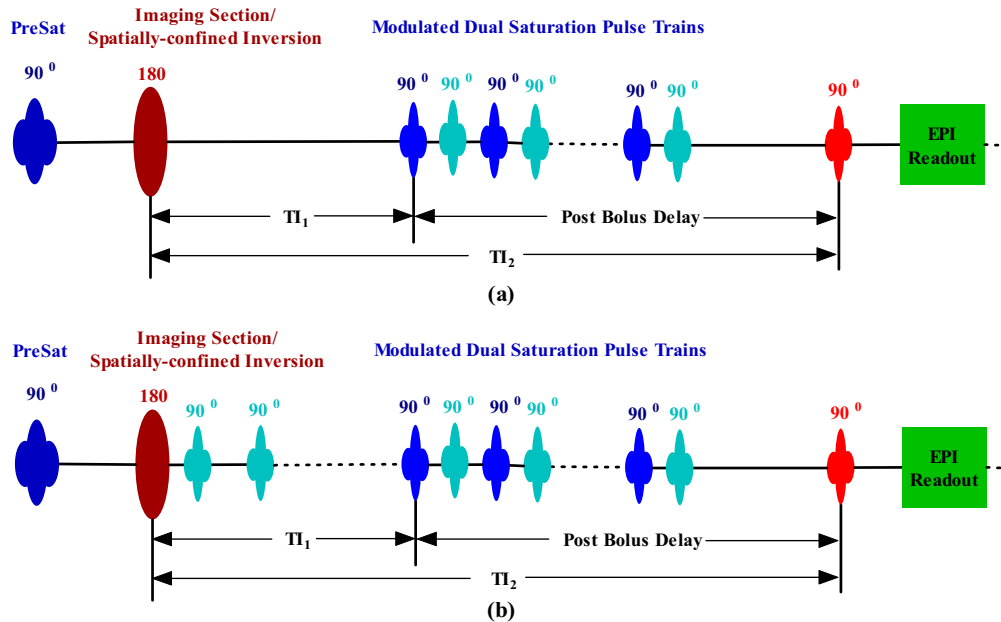 Imaging Section/
PreSat Spatially-confined Inversion Modulated Dual Saturation Pulse Trains
90 0 180 90 0 90 0 90 0 90 0 90 0 90 0 90 0
EPI
Readout
TI1 Post Bolus Delay
TI2
(a)
Imaging Section/
PreSat Spatially-confined Inversion Modulated Dual Saturation Pulse Trains
90 0 180 90 0 90 0 90 0 90 0 90 0 90 0 90 0 90 0 90 0
EPI
Readout
TI1 Post Bolus Delay
TI2
(b)